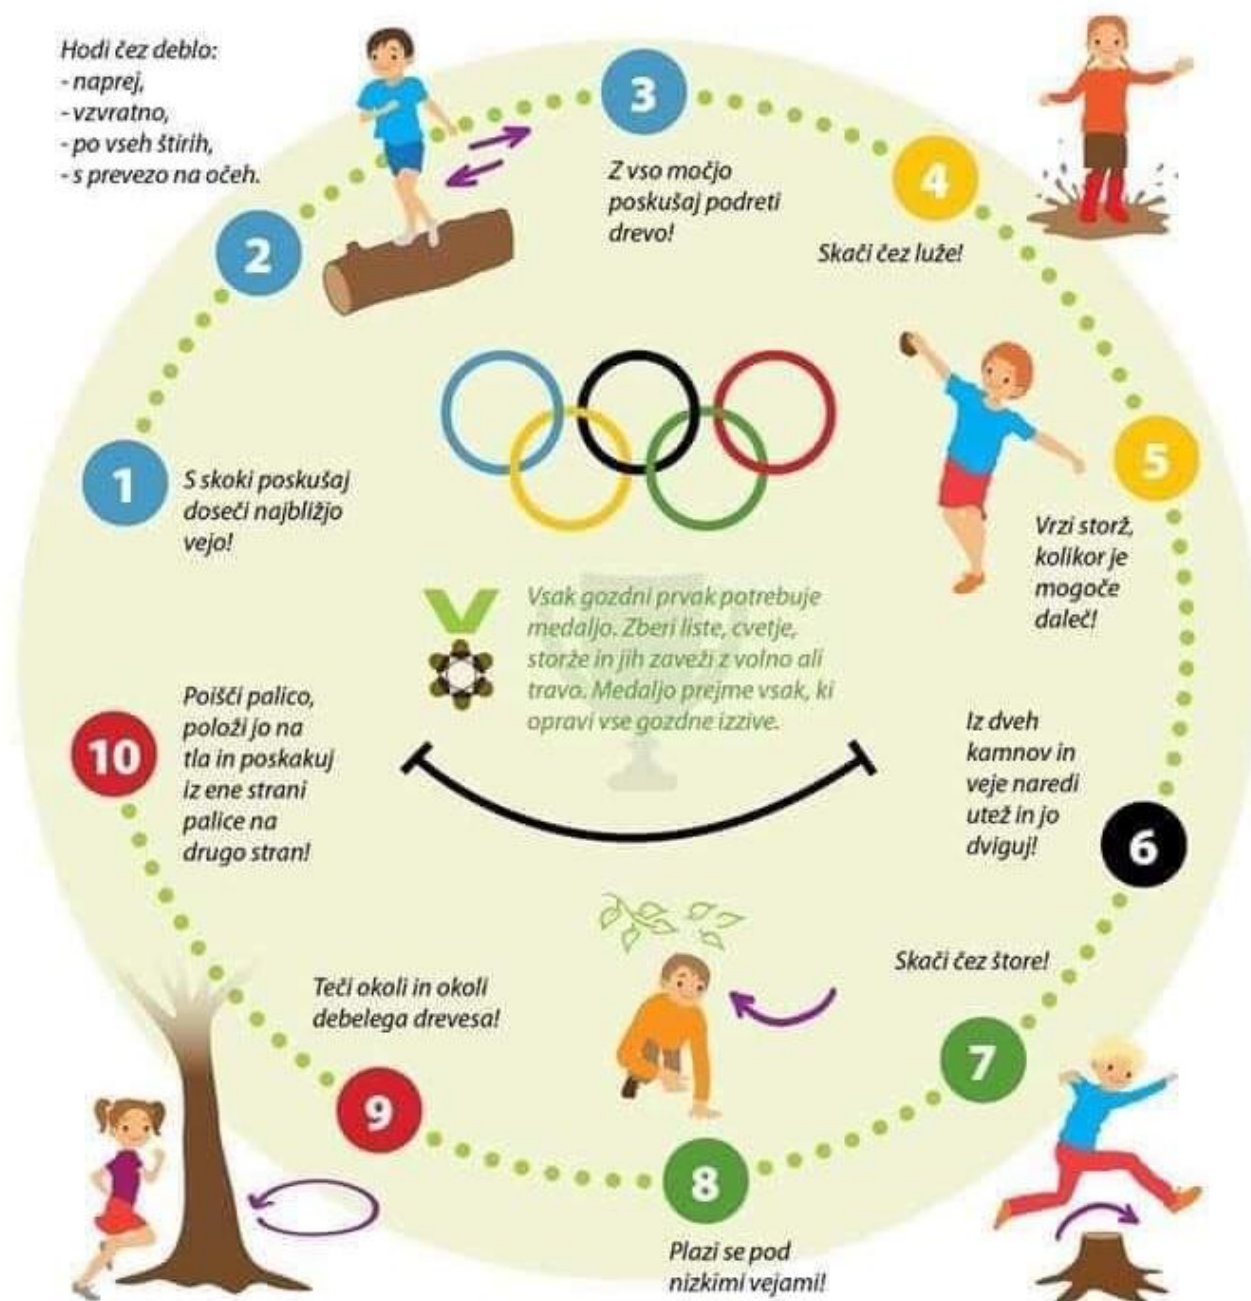 1
S skoki poskušaj
doseči najbližjo
vejo!
2
Hodi čez deblo:
- naprej,
- vzvratno,
- po vseh štirih,
- s prevezo na očeh.
3
Z vso močjo
poskušaj podreti
drevo!
4
Skači čez luže!
5
Vrzi storž,
kolikor je
mogoče
daleč!
6
Iz dveh
kamnov in
veje naredi
utež in jo
dviguj!
7
Skači čez štore!
8
Plazi se pod
nizkimi vejami!
9
Teči okoli in okoli
debelega drevesa!
10
Poišči palico,
položi jo na
tla in poskakuj
iz ene strani
palice na
drugo stran!
Vsak gozdni prvak potrebuje
medaljo. Zberi liste, cvetje,
storže in jih zaveži z volno ali
travo. Medaljo prejme vsak, ki
opravi vse gozdne izzive.